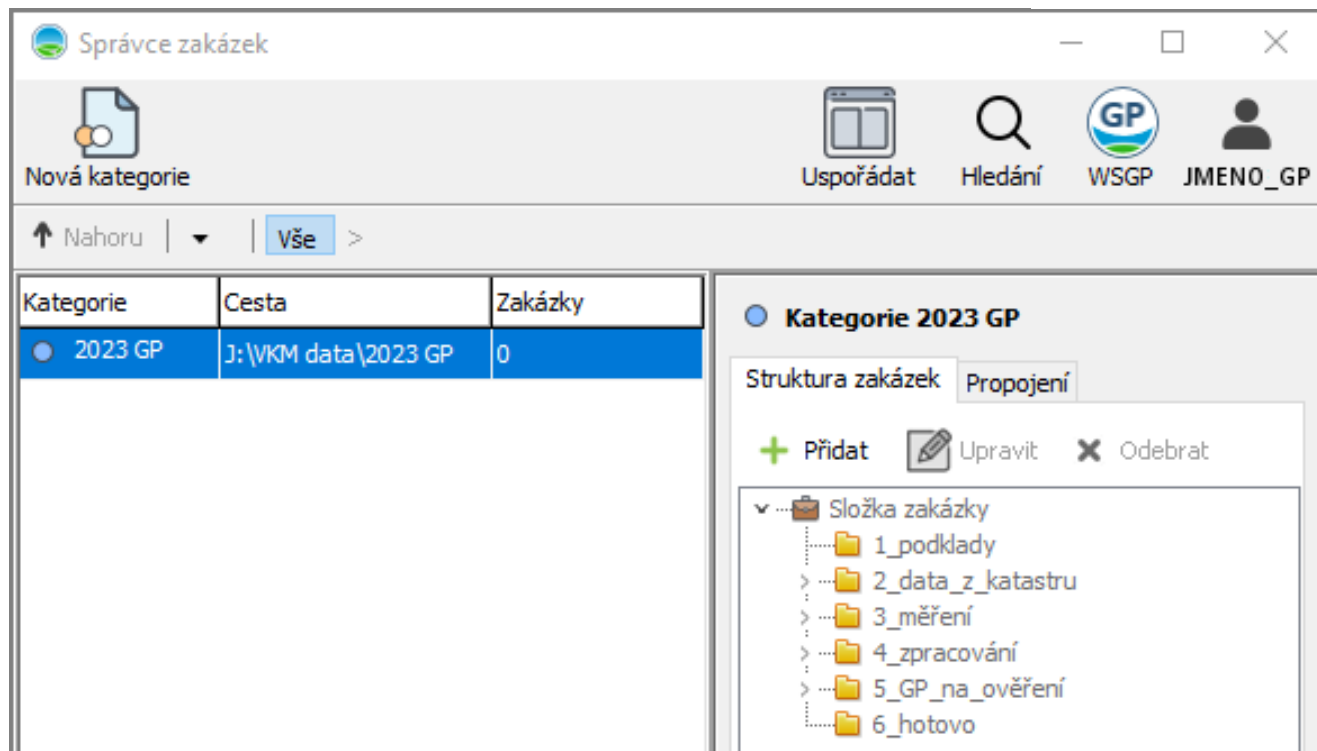 Správce zakázek
Nová kategorie
Uspořádat
Hledání
GP
WSGP
JMENO_GP
Nahoru
Vše >
Kategorie Cesta Zakázky
2023 GP J:\VKM data\2023 GP 0
Kategorie 2023 GP
Struktura zakázek Propojení
Přidat Upravit Odebrat
Složka zakázky
1_podklady
2_data_z_katastru
3_měření
4_zpracování
5_GP_na_ověření
6_hotovo